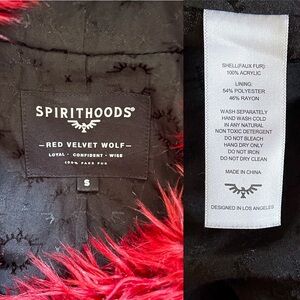 SPIRITHOODS®
—RED VELVET WOLF—
LOYAL · CONFIDENT · WISE
100% FAUX FUR
S
SHELL(FAUX FUR)
100% ACRYLIC
LINING:
54% POLYESTER
46% RAYON
WASH SEPARATELY
HAND WASH COLD
IN ANY NATURAL
NON TOXIC DETERGENT
DO NOT BLEACH
HANG DRY ONLY
DO NOT IRON
DO NOT DRY CLEAN
MADE IN CHINA
DESIGNED IN LOS ANGELES